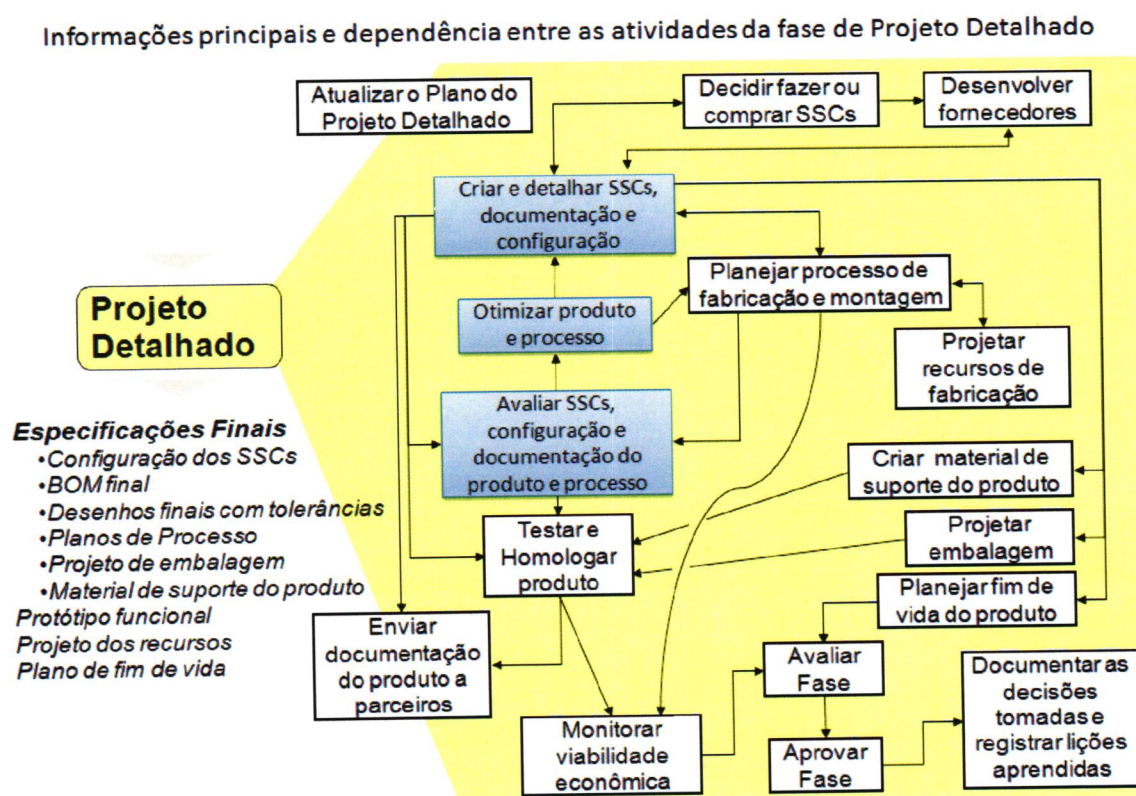 Informações principais e dependência entre as atividades da fase de Projeto Detalhado
Atualizar o Plano do
Projeto Detalhado
Decidir fazer ou
comprar SSCs
Desenvolver
fornecedores
Criar e detalhar SSCs,
documentação e
configuração
Planejar processo de
fabricação e montagem
Otimizar produto
e processo
Projetar
recursos de
fabricação
Projeto
Detalhado
Avaliar SSCs,
configuração e
documentação do
produto e processo
Criar material de
suporte do produto
Testar e
Homologar
produto
Projetar
embalagem
Planejar fim de
vida do produto
Especificações Finais
•Configuração dos SSCs
•BOM final
•Desenhos finais com tolerâncias
•Planos de Processo
•Projeto de embalagem
•Material de suporte do produto
Protótipo funcional
Projeto dos recursos
Plano de fim de vida
Enviar
documentação
do produto a
parceiros
Avaliar
Fase
Monitorar
viabilidade
econômica
Aprovar
Fase
Documentar as
decisões
tomadas e
registrar lições
aprendidas